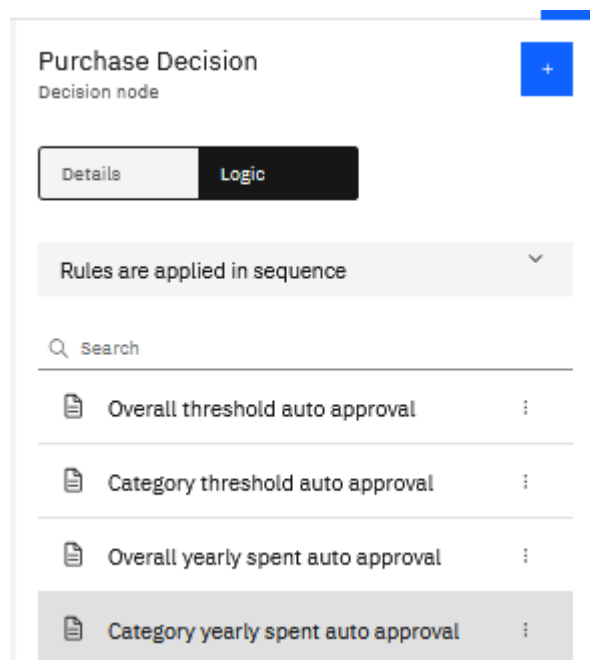 Purchase Decision
Decision node
+
Details
Logic
Rules are applied in sequence
Search
Overall threshold auto approval
Category threshold auto approval
Overall yearly spent auto approval
Category yearly spent auto approval